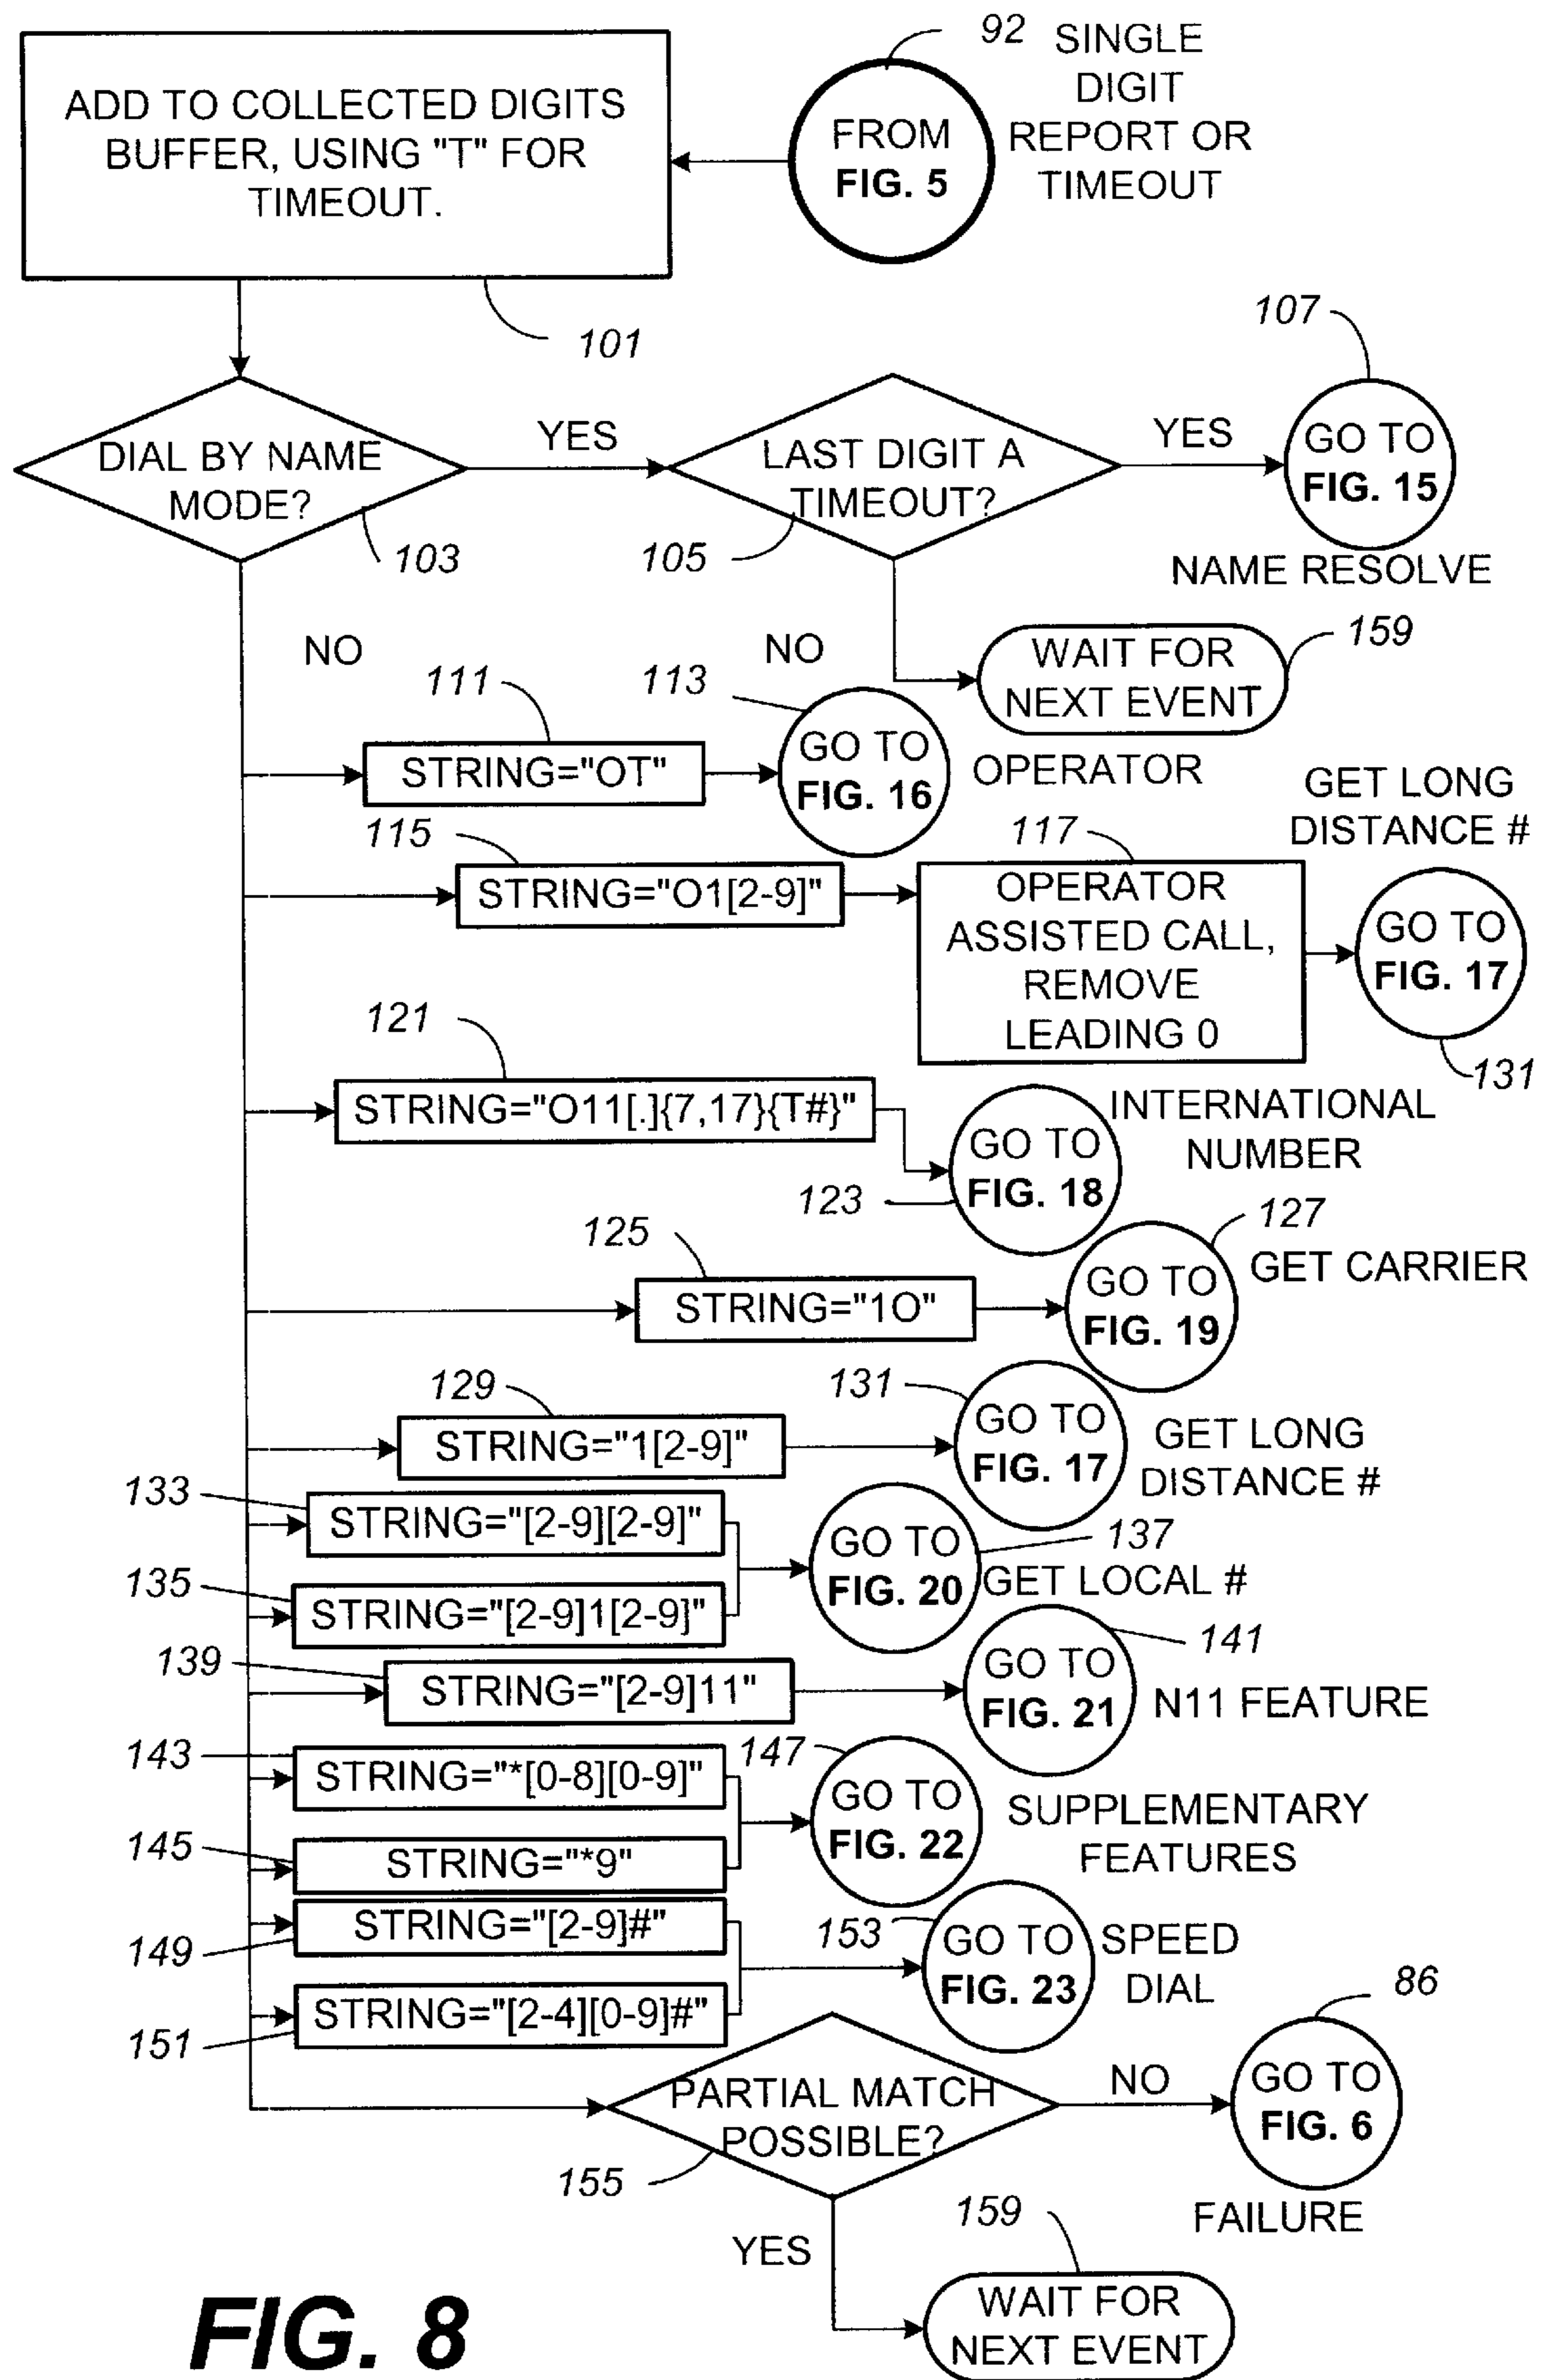 92
SINGLE
DIGIT
REPORT OR
TIMEOUT
ADD TO COLLECTED DIGITS
BUFFER, USING "T" FOR
TIMEOUT.
FROM
FIG. 5
101
107
DIAL BY NAME
MODE?
103
YES
LAST DIGIT A
TIMEOUT?
105
YES
GO TO
FIG. 15
NAME RESOLVE
NO
NO
WAIT FOR
NEXT EVENT
159
111
STRING="OT"
113
GO TO
FIG. 16
OPERATOR
115
STRING="O1[2-9]"
117
OPERATOR
ASSISTED CALL,
REMOVE
LEADING 0
GET LONG
DISTANCE #
GO TO
FIG. 17
131
121
STRING="O11[.]{7,17}{T#}"
GO TO
FIG. 18
123
INTERNATIONAL
NUMBER
125
STRING="1O"
127
GO TO
FIG. 19
GET CARRIER
129
STRING="1[2-9]"
131
GO TO
FIG. 17
GET LONG
DISTANCE #
133
STRING="[2-9][2-9]"
135
STRING="[2-9]1[2-9]"
GO TO
FIG. 20
137
GET LOCAL #
139
STRING="[2-9]11"
141
GO TO
FIG. 21
N11 FEATURE
143
STRING="*[0-8][0-9]"
145
STRING="*9"
147
GO TO
FIG. 22
SUPPLEMENTARY
FEATURES
149
STRING="[2-9]#"
151
STRING="[2-4][0-9]#"
153
GO TO
FIG. 23
SPEED
DIAL
PARTIAL MATCH
POSSIBLE?
155
NO
86
GO TO
FIG. 6
FAILURE
YES
159
WAIT FOR
NEXT EVENT
FIG. 8